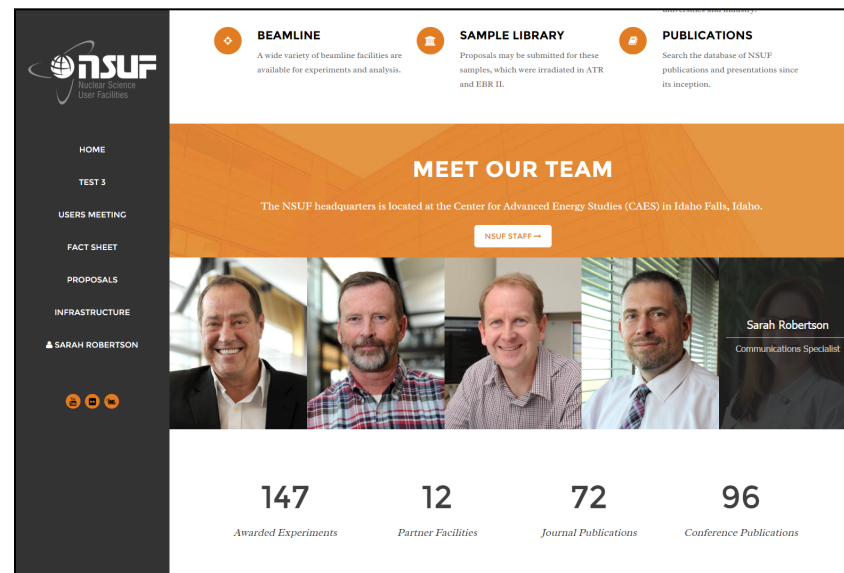 universities and industry.
BEAMLINE
A wide variety of beamline facilities are
available for experiments and analysis.
SAMPLE LIBRARY
Proposals may be submitted for these
samples, which were irradiated in ATR
and EBR II.
PUBLICATIONS
Search the database of NSUF
publications and presentations since
its inception.
nsuf
Nuclear Science
User Facilities
HOME
TEST 3
USERS MEETING
FACT SHEET
PROPOSALS
INFRASTRUCTURE
SARAH ROBERTSON
MEET OUR TEAM
The NSUF headquarters is located at the Center for Advanced Energy Studies (CAES) in Idaho Falls, Idaho.
NSUF STAFF→
Sarah Robertson
Communications Specialist
147
Awarded Experiments
12
Partner Facilities
72
Journal Publications
96
Conference Publications